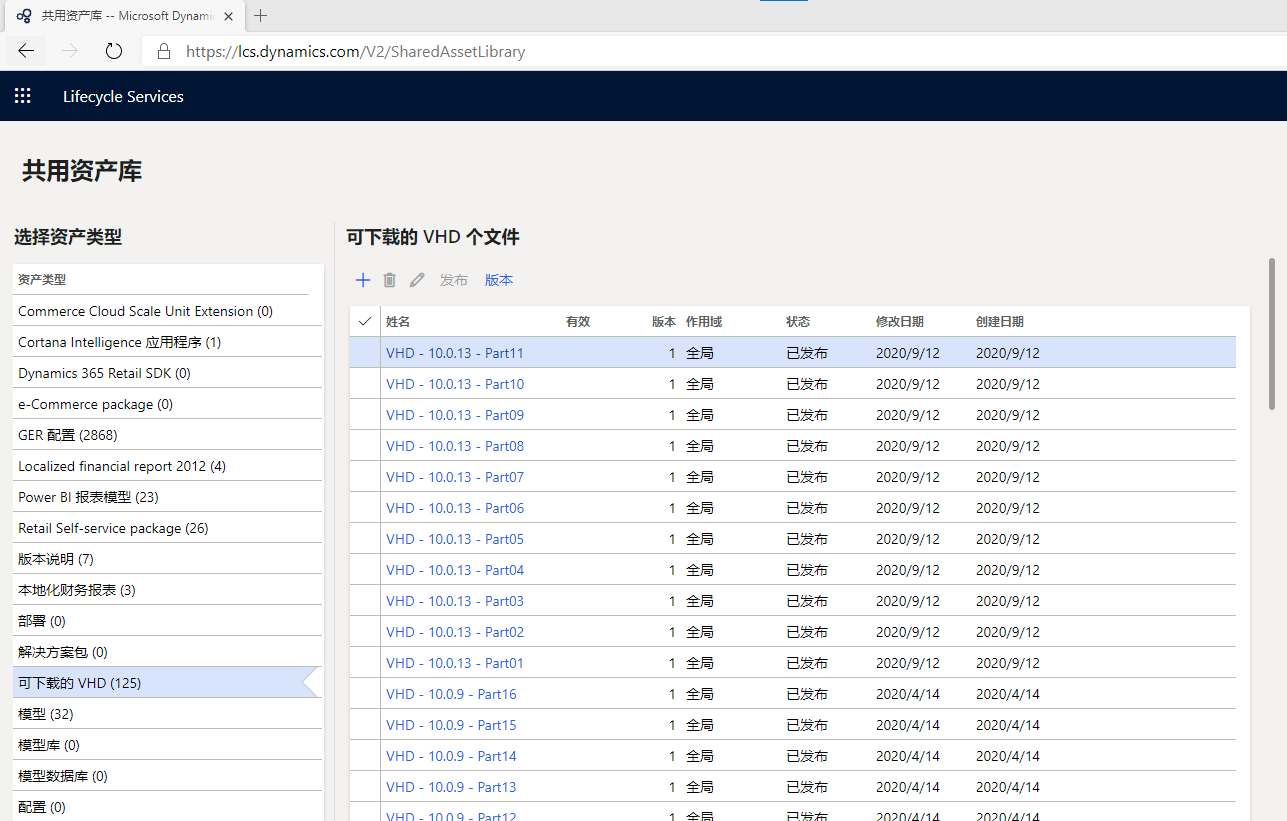 共用资产库 -- Microsoft Dynami
https://lcs.dynamics.com/V2/SharedAssetLibrary
Lifecycle Services
共用资产库
选择资产类型
资产类型
Commerce Cloud Scale Unit Extension (0)
Cortana Intelligence 应用程序 (1)
Dynamics 365 Retail SDK (0)
e-Commerce package (0)
GER 配置 (2868)
Localized financial report 2012 (4)
Power BI 报表模型 (23)
Retail Self-service package (26)
版本说明 (7)
本地化财务报表 (3)
部署 (0)
解决方案包 (0)
可下载的 VHD (125)
模型 (32)
模型库 (0)
模型数据库 (0)
配置 (0)
可下载的 VHD 个文件
发布 版本
姓名 有效 版本 作用域 状态 修改日期 创建日期
VHD - 10.0.13 - Part11 1 全局 已发布 2020/9/12 2020/9/12
VHD - 10.0.13 - Part10 1 全局 已发布 2020/9/12 2020/9/12
VHD - 10.0.13 - Part09 1 全局 已发布 2020/9/12 2020/9/12
VHD - 10.0.13 - Part08 1 全局 已发布 2020/9/12 2020/9/12
VHD - 10.0.13 - Part07 1 全局 已发布 2020/9/12 2020/9/12
VHD - 10.0.13 - Part06 1 全局 已发布 2020/9/12 2020/9/12
VHD - 10.0.13 - Part05 1 全局 已发布 2020/9/12 2020/9/12
VHD - 10.0.13 - Part04 1 全局 已发布 2020/9/12 2020/9/12
VHD - 10.0.13 - Part03 1 全局 已发布 2020/9/12 2020/9/12
VHD - 10.0.13 - Part02 1 全局 已发布 2020/9/12 2020/9/12
VHD - 10.0.13 - Part01 1 全局 已发布 2020/9/12 2020/9/12
VHD - 10.0.9 - Part16 1 全局 已发布 2020/4/14 2020/4/14
VHD - 10.0.9 - Part15 1 全局 已发布 2020/4/14 2020/4/14
VHD - 10.0.9 - Part14 1 全局 已发布 2020/4/14 2020/4/14
VHD - 10.0.9 - Part13 1 全局 已发布 2020/4/14 2020/4/14
VHD - 10.0.9 - Part12 1 全局 已发布 2020/4/14 2020/4/14